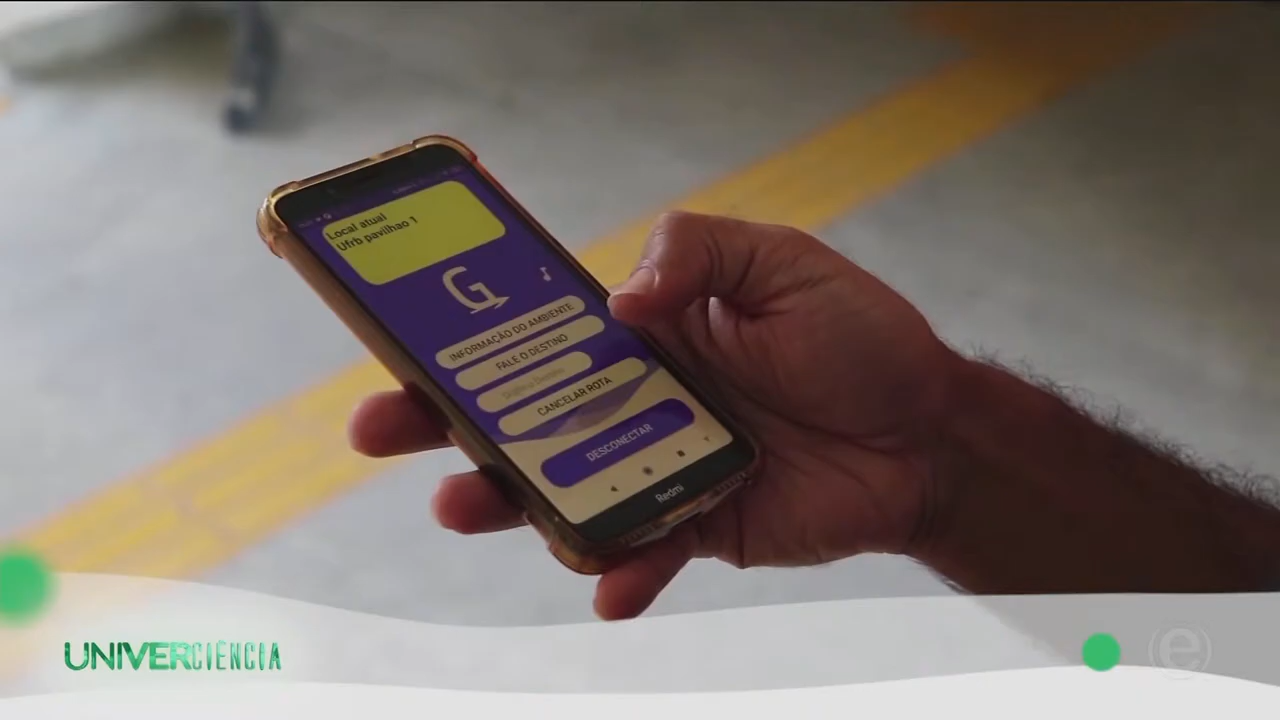 Local atual
Ufrb pavilhao 1
G
INFORMAÇÃO DO AMBIENTE
FALE O DESTINO
CANCELAR ROTA
DESCONECTAR
Redmi
UNIVERCIÊNCIA
e